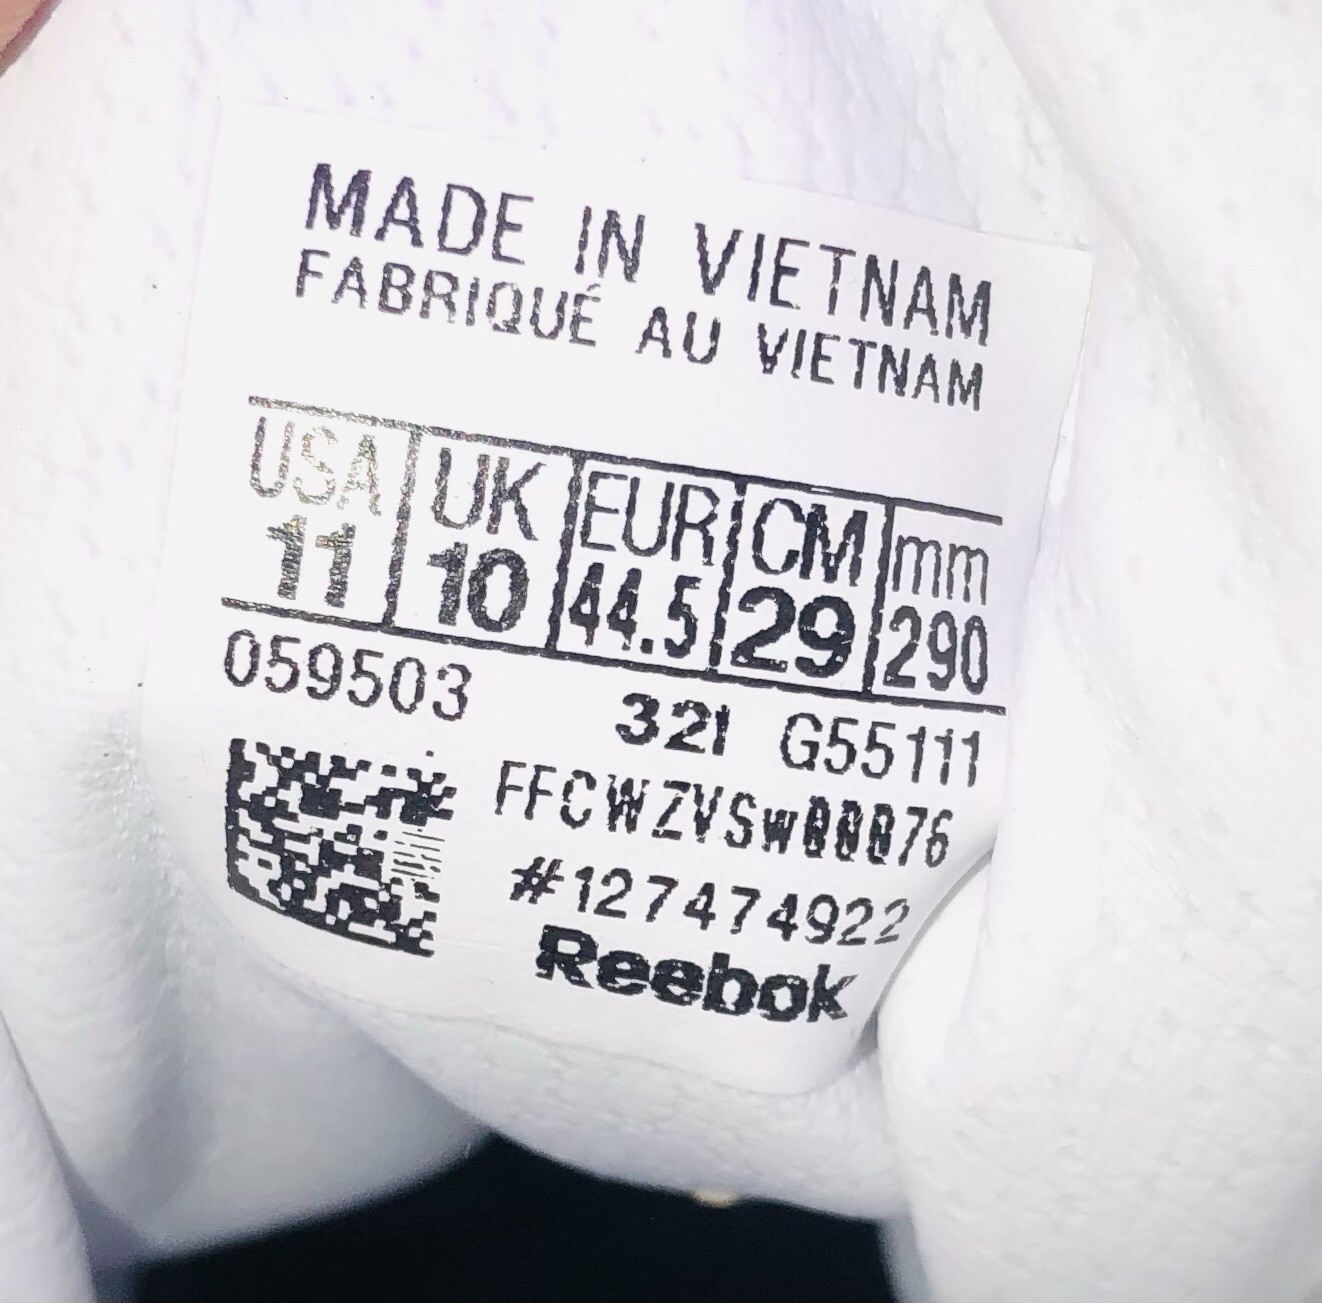 MADE IN VIETNAM
FABRIQUÉ AU VIETNAM
USA UK EUR CM mm
11 10 44.5 29 290
059503 32I G55111
#127474922
Reebok